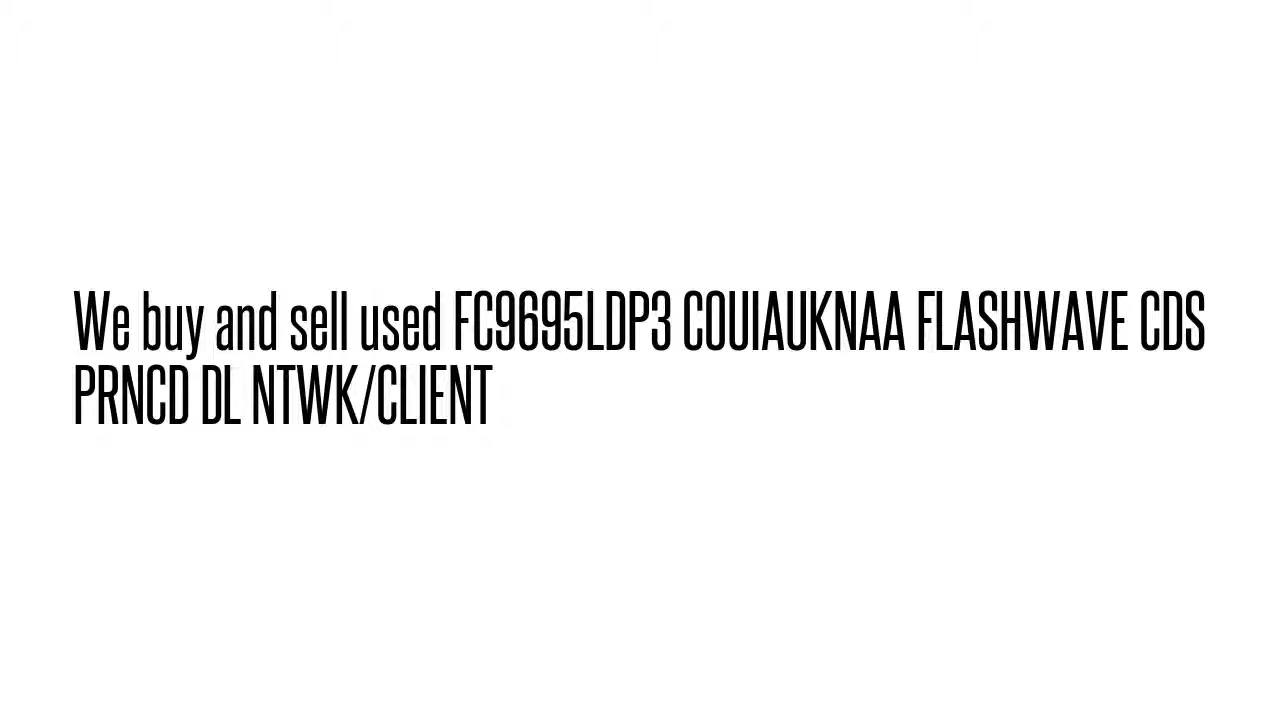 We buy and sell used FC9695LDP3 COUIAUKNAA FLASHWAVE CDS
PRNCD DL NTWK/CLIENT